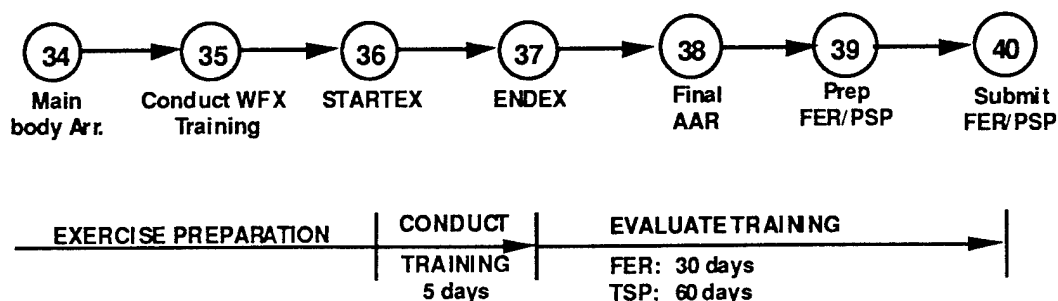 34 35 36 37 38 39 40
Main
body Arr.
Conduct WFX
Training
STARTEX
ENDEX
Final
AAR
Prep
FER/PSP
Submit
FER/PSP
EXERCISE PREPARATION
CONDUCT
TRAINING
5 days
EVALUATE TRAINING
FER: 30 days
TSP: 60 days